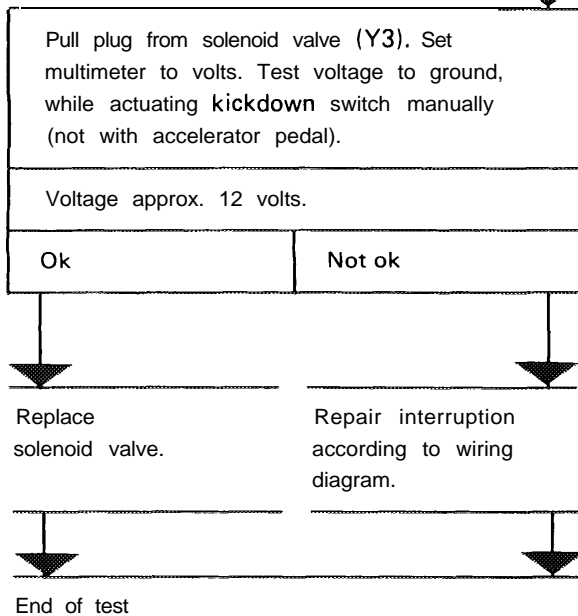 Pull plug from solenoid valve (Y3). Set
multimeter to volts. Test voltage to ground,
while actuating kickdown switch manually
(not with accelerator pedal).
Voltage approx. 12 volts.
Ok
Not ok
Replace
solenoid valve.
Repair interruption
according to wiring
diagram.
End of test